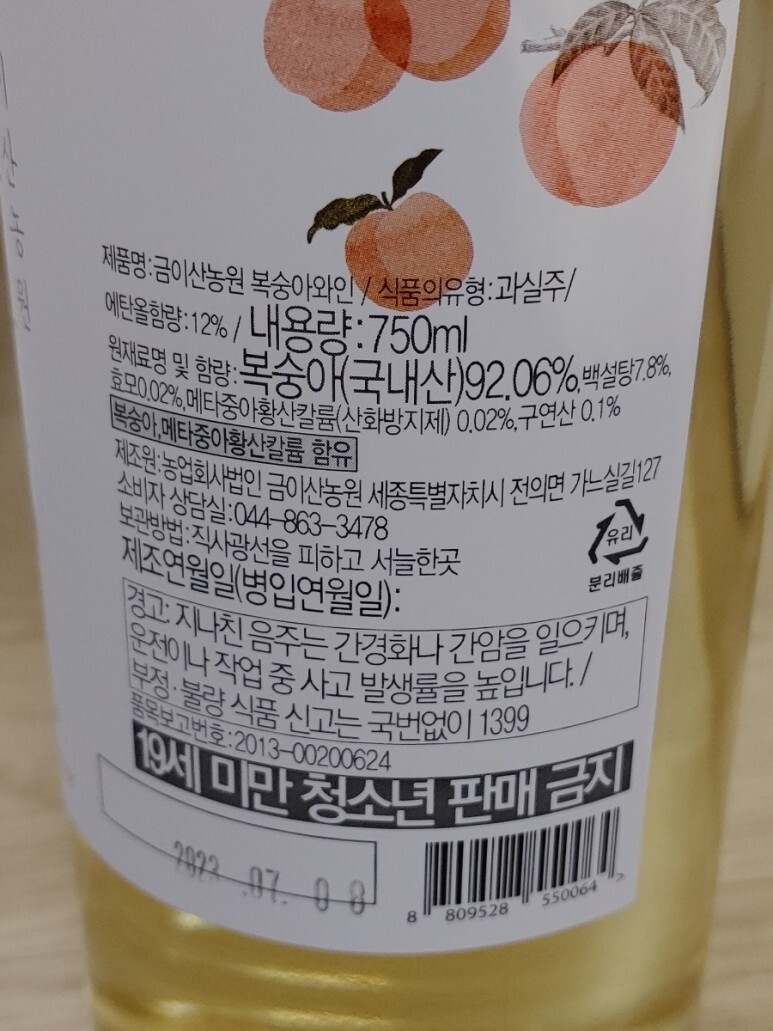 산농원
제품명:금이산농원 복숭아와인 / 식품의유형:과실주/
에탄올함량:12% / 내용량:750ml
원재료명 및 함량:복숭아(국내산)92.06%,백설탕7.8%,
효모0.02%,메타중아황산칼륨(산화방지제) 0.02%,구연산 0.1%
복숭아,메타중아황산칼륨 함유
제조원:농업회사법인 금이산농원 세종특별자치시 전의면 가느실길127
소비자 상담실:044-863-3478
보관방법:직사광선을 피하고 서늘한곳
유리
분리배출
제조연월일(병입연월일):
경고: 지나친 음주는 간경화나 간암을 일으키며,
운전이나 작업 중 사고 발생률을 높입니다. /
부정·불량 식품 신고는 국번없이 1399
품목보고번호:2013-00200624
19세 미만 청소년 판매 금지
2023 .07. 08
8 809528 550064 >